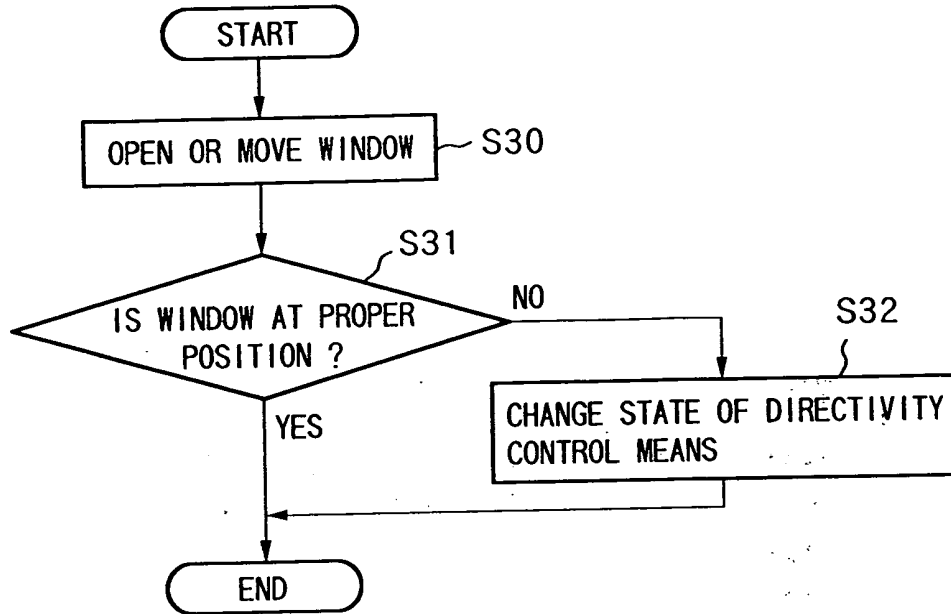 START
OPEN OR MOVE WINDOW
S30
S31
IS WINDOW AT PROPER
POSITION ?
NO
S32
CHANGE STATE OF DIRECTIVITY
CONTROL MEANS
YES
END